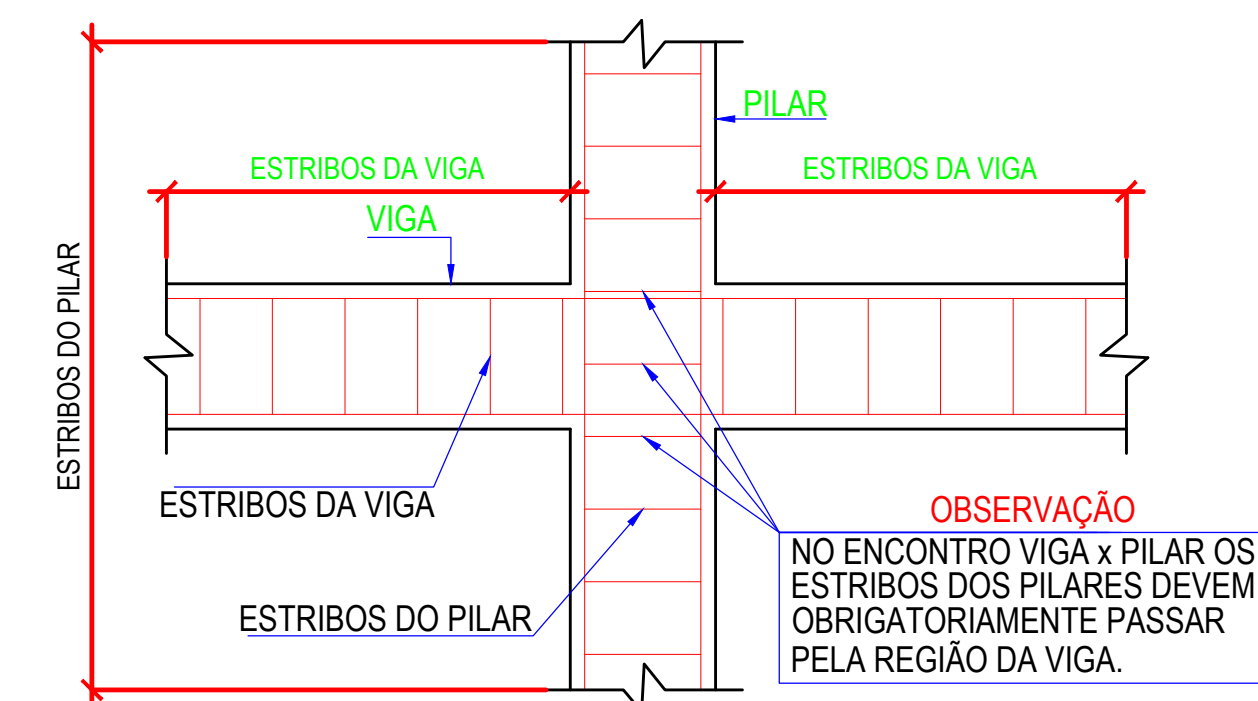 PILAR
ESTRIBOS DA VIGA
ESTRIBOS DA VIGA
VIGA
ESTRIBOS DO PILAR
ESTRIBOS DA VIGA
ESTRIBOS DO PILAR
OBSERVAÇÃO
NO ENCONTRO VIGA x PILAR OS
ESTRIBOS DOS PILARES DEVEM
OBRIGATORIAMENTE PASSAR
PELA REGIÃO DA VIGA.